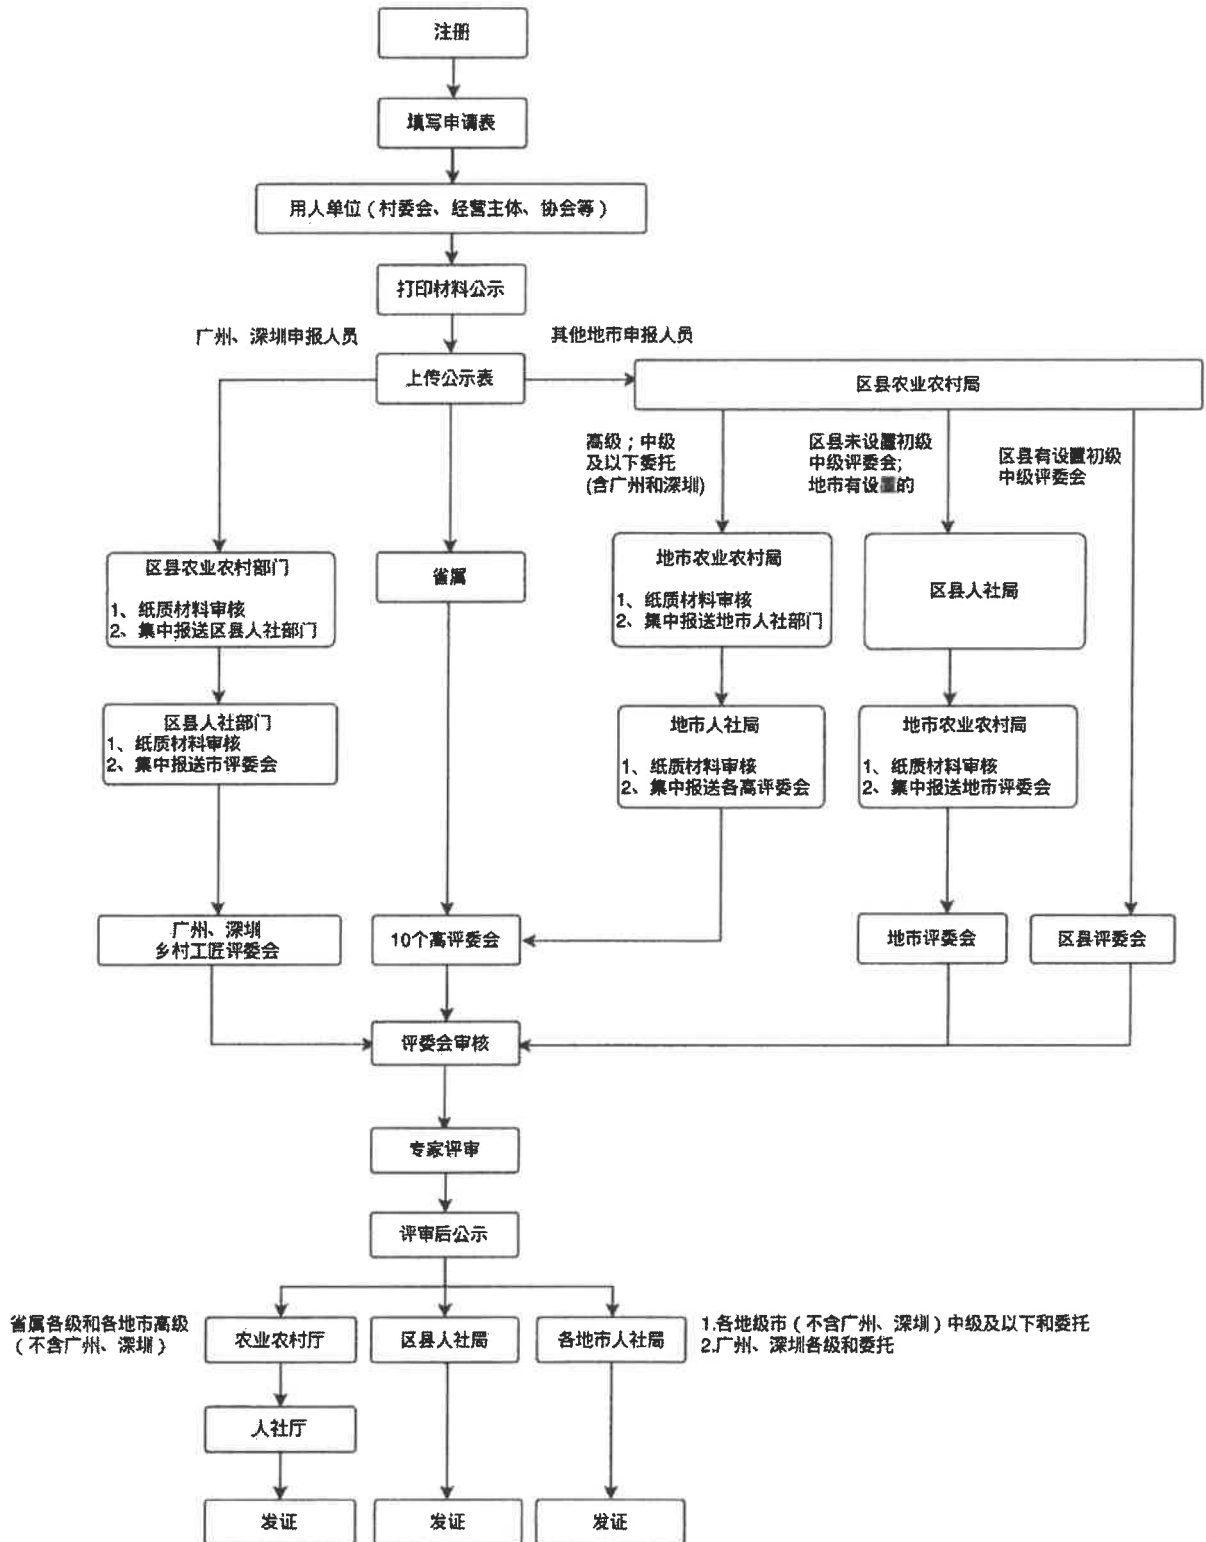 注册
填写申请表
用人单位（村委会、经营主体、协会等）
打印材料公示
广州、深圳申报人员
其他地市申报人员
上传公示表
区县农业农村局
高级；中级
及以下委托
(含广州和深圳)
区县未设置初级
中级评委会;
地市有设置的
区县有设置初级
中级评委会
区县农业农村部门
1、纸质材料审核
2、集中报送区县人社部门
省属
地市农业农村局
1、纸质材料审核
2、集中报送地市人社部门
区县人社局
区县人社部门
1、纸质材料审核
2、集中报送市评委会
地市人社局
1、纸质材料审核
2、集中报送各高评委会
地市农业农村局
1、纸质材料审核
2、集中报送地市评委会
广州、深圳
乡村工匠评委会
10个高评委会
地市评委会
区县评委会
评委会审核
专家评审
评审后公示
省属各级和各地市高级
（不含广州、深圳）
农业农村厅
区县人社局
各地市人社局
1.各地级市（不含广州、深圳）中级及以下和委托
2.广州、深圳各级和委托
人社厅
发证
发证
发证